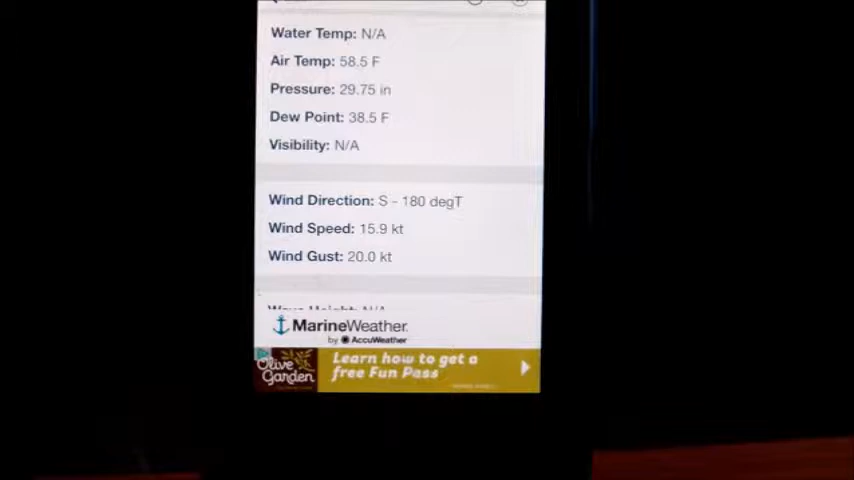 Water Temp: N/A
Air Temp: 58.5 F
Pressure: 29.75 in
Dew Point: 38.5 F
Visibility: N/A
Wind Direction: S - 180 degT
Wind Speed: 15.9 kt
Wind Gust: 20.0 kt
Wave Height: N/A
MarineWeather
by AccuWeather
Olive
Garden
Learn how to get a
free Fun Pass